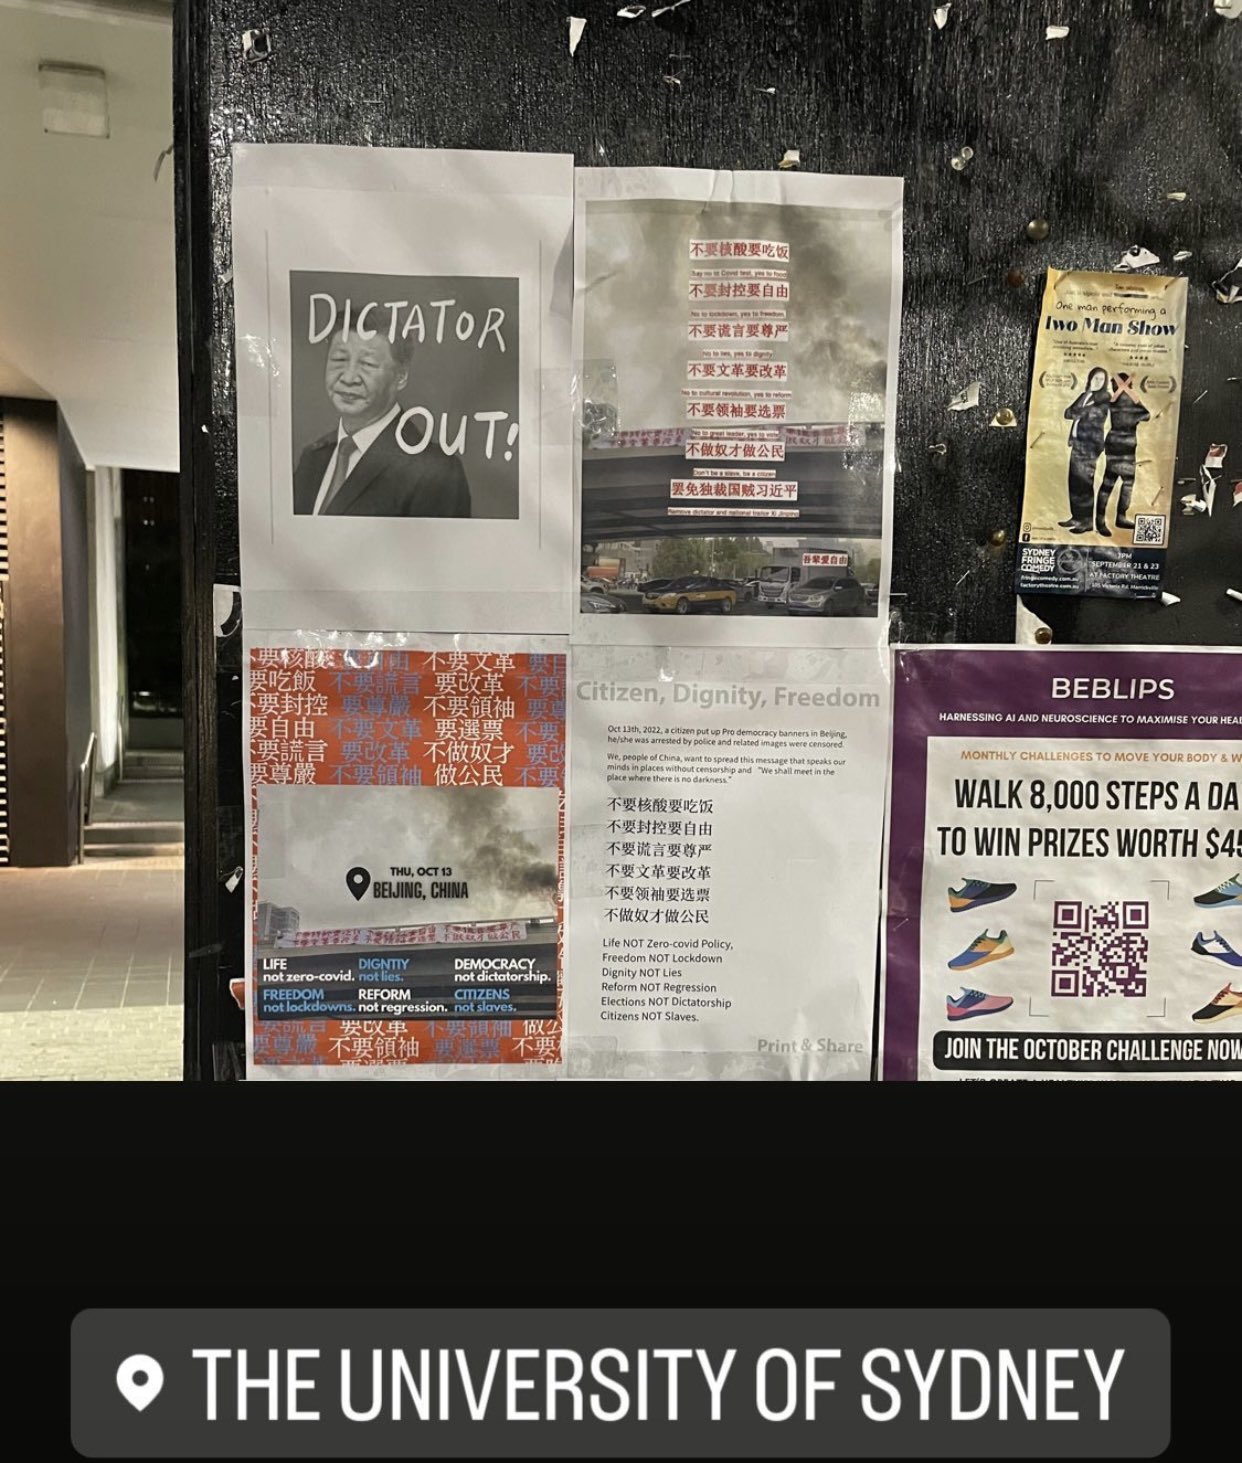 DICTATOR
OUT!
不要核酸要吃饭
Say no to Covid test, yes to food
不要封控要自由
No to lockdown, yes to freedom
不要谎言要尊严
No to lies, yes to dignity
不要文革要改革
No to cultural revolution, yes to reform
不要领袖要选票
No to great leader, yes to vote
不做奴才做公民
Don't be a slave, be a citizen
罢免独裁国贼习近平
Remove dictator and national traitor Xi Jinping
吾辈爱自由
One man performing a
Two Man Show
SYDNEY
FRINGE
COMEDY
7PM
SEPTEMBER 21 & 23
AT FACTORY THEATRE
fringecomedy.com.au
factorytheatre.com.au
要核酸
不要文革
要吃飯 不要謊言 要改革 不要
要封控 要尊嚴 不要領袖
要自由 不要文革 要選票
要謊言 要改革 不做奴才
要尊嚴 不要領袖 做公民 不要
THU, OCT 13
BEIJING, CHINA
LIFE
not zero-covid.
DIGNTIY
not lies.
DEMOCRACY
not dictatorship.
FREEDOM
not lockdowns.
REFORM
not regression.
CITIZENS
not slaves.
要謊言 要改革 不要領袖 做公
要尊嚴 不要領袖 要選票 不要
Citizen, Dignity, Freedom
Oct 13th, 2022, a citizen put up Pro democracy banners in Beijing,
he/she was arrested by police and related images were censored.
We, people of China, want to spread this message that speaks our
minds in places without censorship and "We shall meet in the
place where there is no darkness."
不要核酸要吃饭
不要封控要自由
不要谎言要尊严
不要文革要改革
不要领袖要选票
不做奴才做公民
Life NOT Zero-covid Policy,
Freedom NOT Lockdown
Dignity NOT Lies
Reform NOT Regression
Elections NOT Dictatorship
Citizens NOT Slaves.
Print & Share
BEBLIPS
HARNESSING AI AND NEUROSCIENCE TO MAXIMISE YOUR HEAL
MONTHLY CHALLENGES TO MOVE YOUR BODY & W
WALK 8,000 STEPS A DA
TO WIN PRIZES WORTH $45
JOIN THE OCTOBER CHALLENGE NOW
THE UNIVERSITY OF SYDNEY